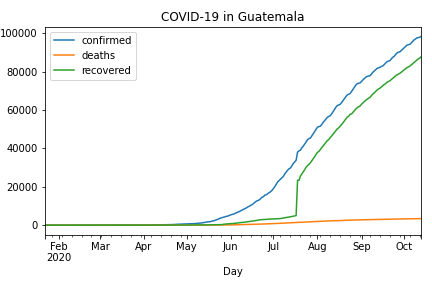 COVID-19 in Guatemala
100000
80000
60000
40000
20000
0
confirmed
deaths
recovered
Feb Mar Apr May Jun Jul Aug Sep Oct
2020
Day